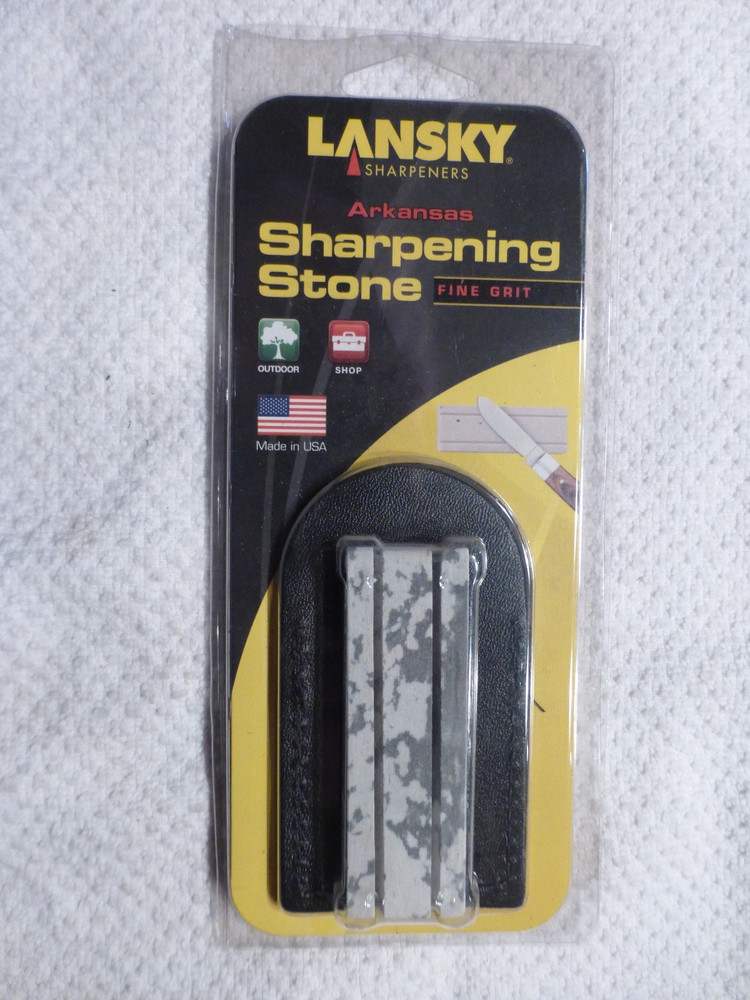 LANSKY®
SHARPENERS
Arkansas
Sharpening
Stone FINE GRIT
OUTDOOR SHOP
Made in USA